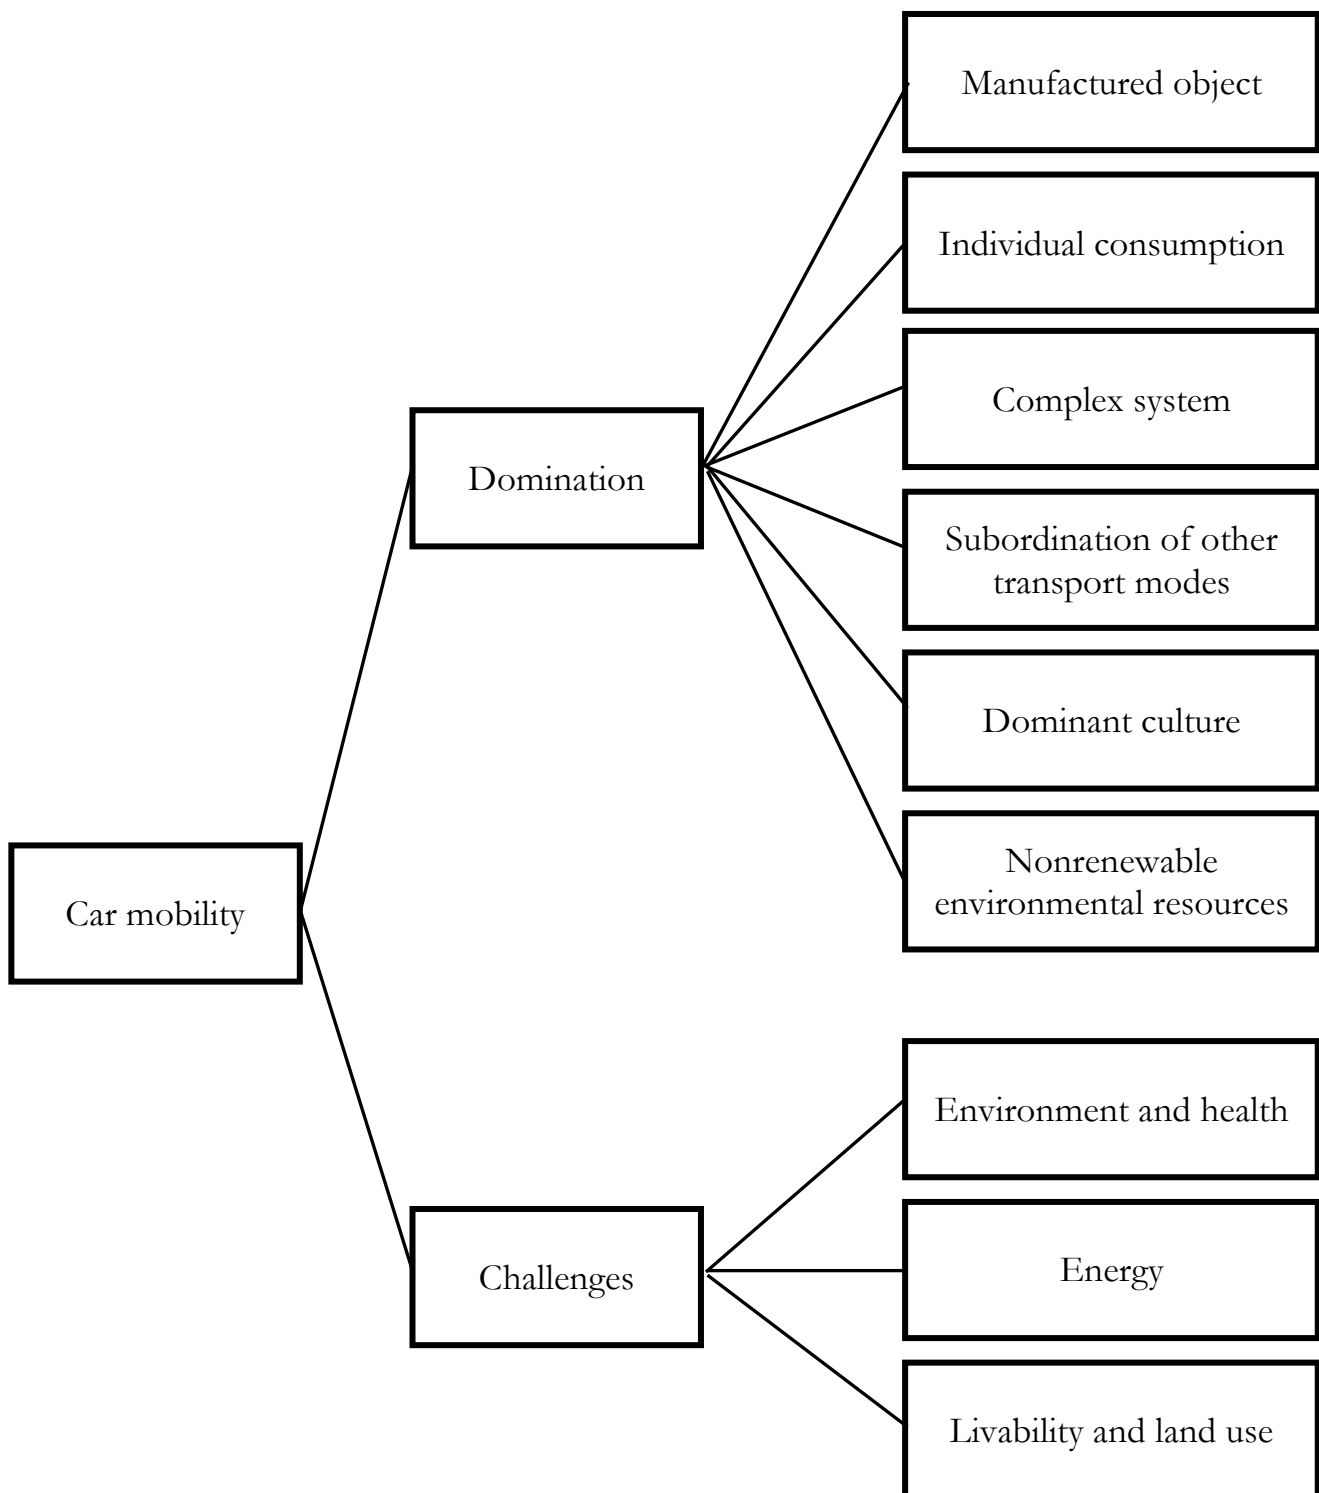 Manufactured object
Individual consumption
Complex system
Domination
Subordination of other
transport modes
Dominant culture
Nonrenewable
environmental resources
Car mobility
Environment and health
Challenges
Energy
Livability and land use